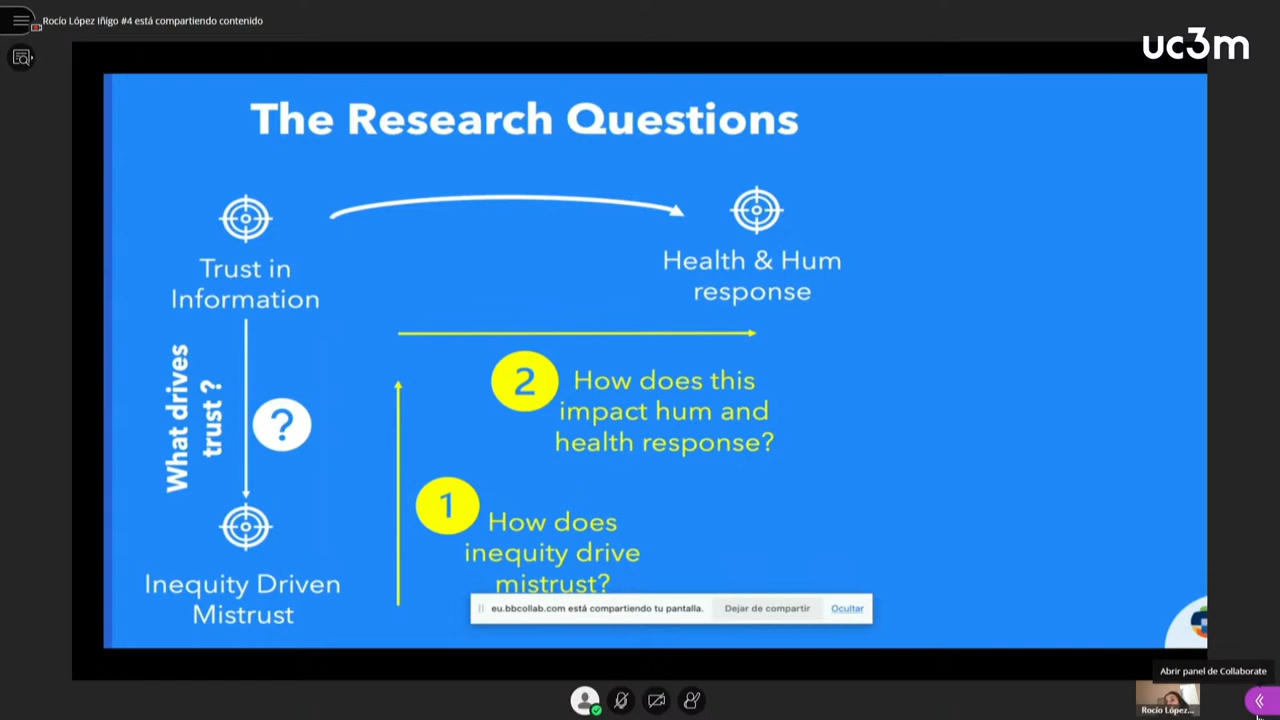 Rocío López Iñigo #4 está compartiendo contenido
uc3m
The Research Questions
Trust in
Information
Health & Hum
response
What drives
trust ?
?
2
How does this
impact hum and
health response?
1
How does
inequity drive
mistrust?
Inequity Driven
Mistrust
eu.bbcollab.com está compartiendo tu pantalla.
Dejar de compartir
Ocultar
Abrir panel de Collaborate
Rocío López...